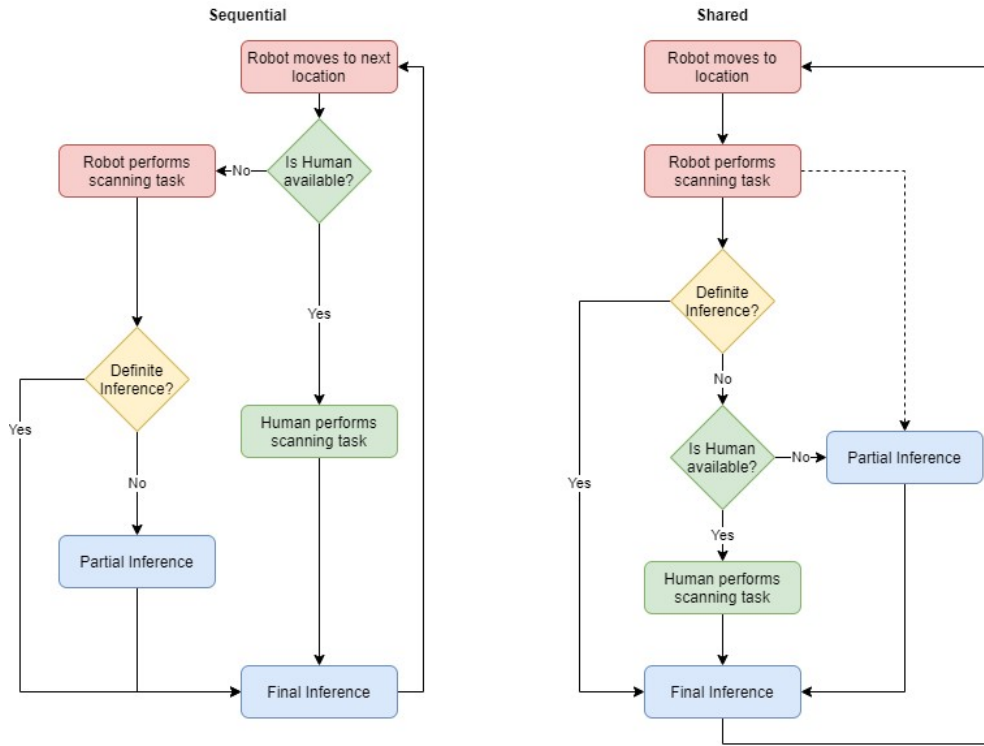 Sequential
Robot moves to next
location
Is Human
available?
No
Robot performs
scanning task
Yes
Definite
Inference?
Yes
No
Human performs
scanning task
Partial Inference
Final Inference
Shared
Robot moves to
location
Robot performs
scanning task
Definite
Inference?
No
Yes
Is Human
available?
No
Partial Inference
Yes
Human performs
scanning task
Final Inference